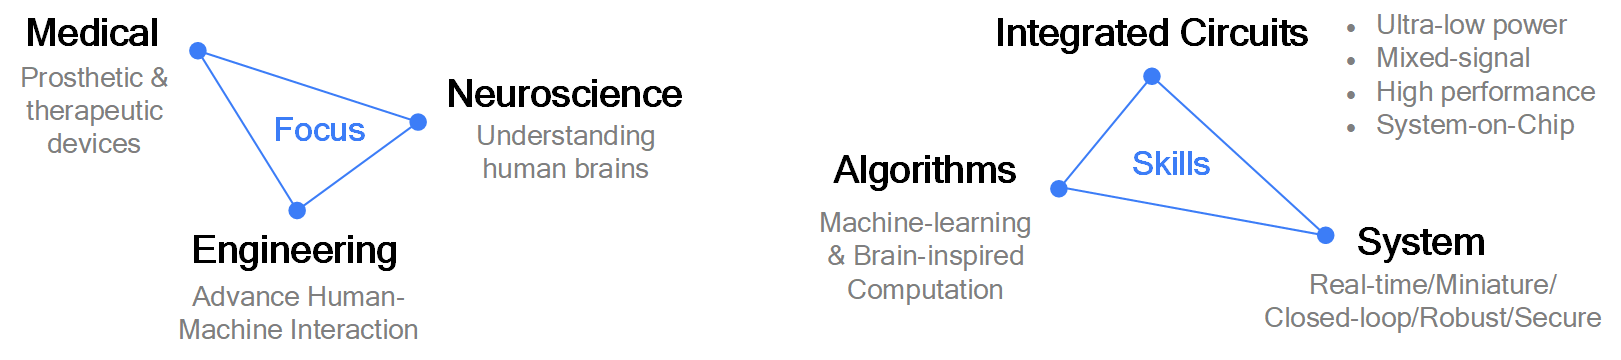 Medical
Prosthetic &
therapeutic
devices
Focus
Neuroscience
Understanding
human brains
Engineering
Advance Human-
Machine Interaction
Integrated Circuits
• Ultra-low power
• Mixed-signal
• High performance
• System-on-Chip
Algorithms
Machine-learning
& Brain-inspired
Computation
Skills
System
Real-time/Miniature/
Closed-loop/Robust/Secure